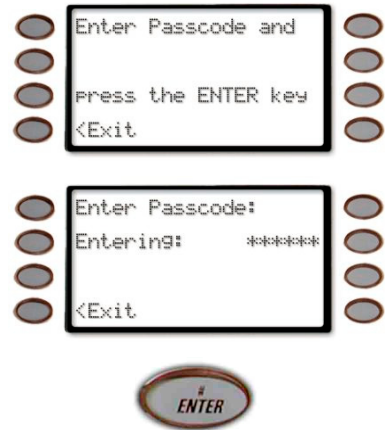 Enter Passcode and
press the ENTER key
<Exit
Enter Passcode:
Entering: ******
<Exit
#
ENTER